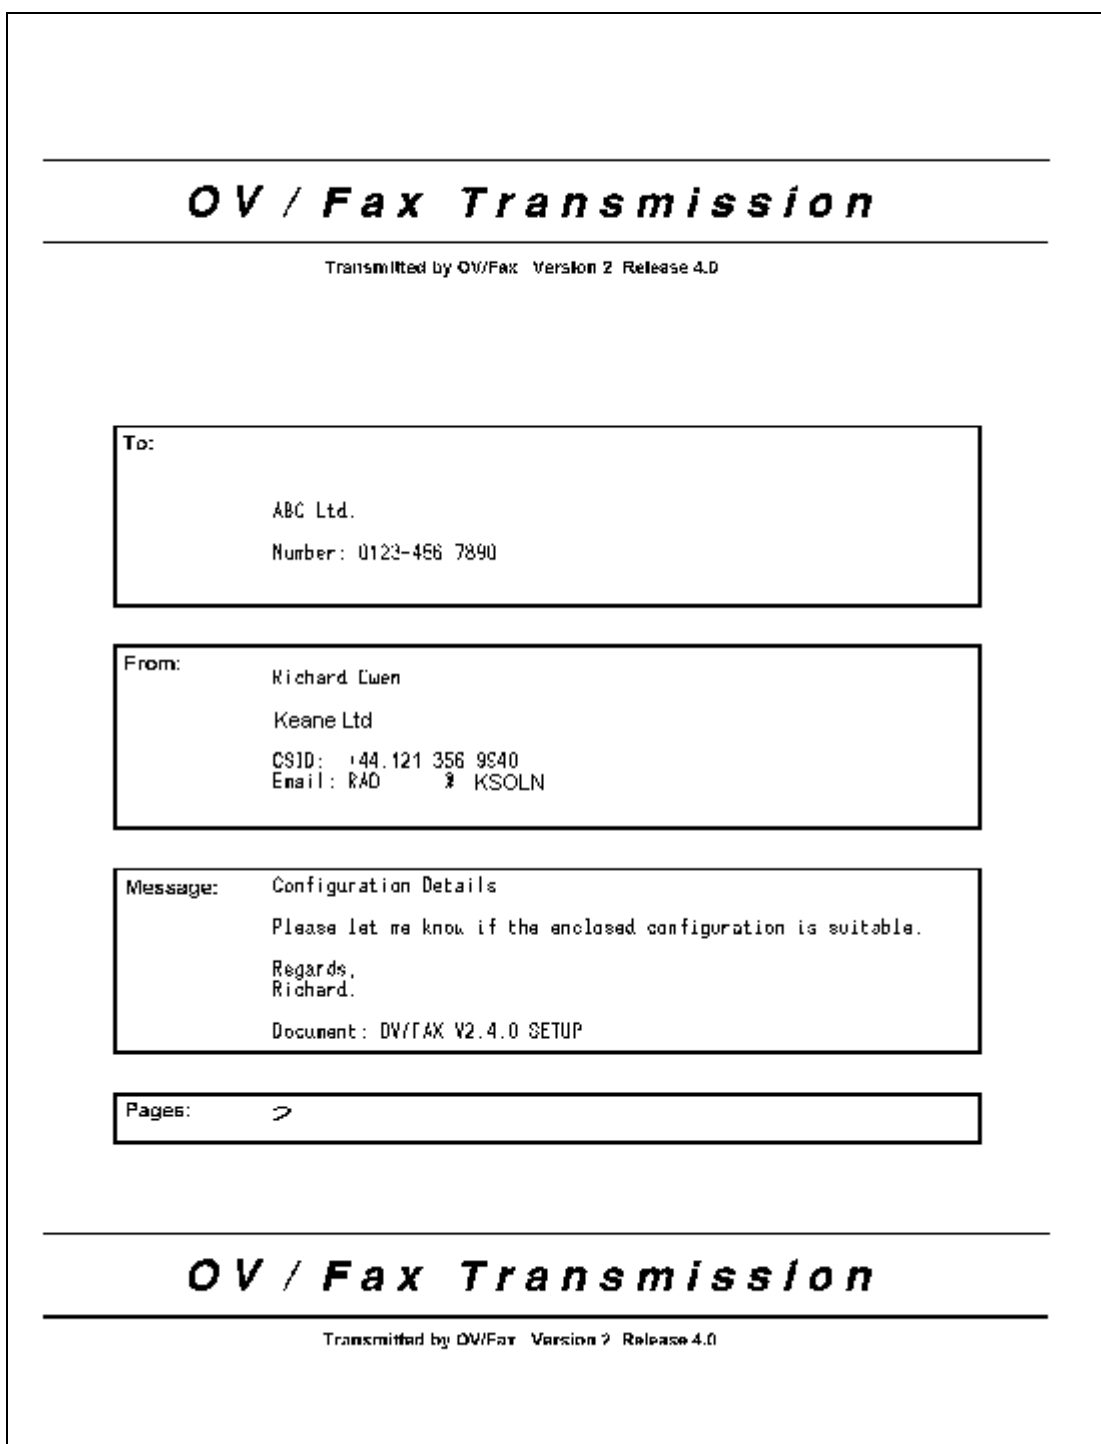 OV/Fax Transmission
Transmitted by OV/Fax Version 2 Release 4.0
To:
ABC Ltd.
Number: 0123-456 7890
From:
Richard
Keane Ltd
CSID: +44.121 356
Email: RAD KSOLN
Message:
Configuration Details
Please let me know if the enclosed configuration is suitable.
Regards,
Richard.
Document: OV/FAX V2.4.0 SETUP
Pages: 2
OV/Fax Transmission
Transmitted by OV/Fax Version 2 Release 4.0